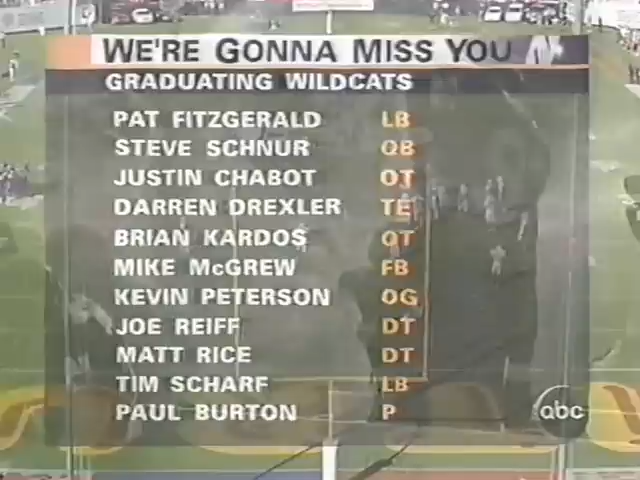 WE'RE GONNA MISS YOU N
GRADUATING WILDCATS
PAT FITZGERALD LB
STEVE SCHNUR QB
JUSTIN CHABOT OT
DARREN DREXLER TE
BRIAN KARDOS OT
MIKE McGREW FB
KEVIN PETERSON OG
JOE REIFF DT
MATT RICE DT
TIM SCHARF LB
PAUL BURTON P
abc